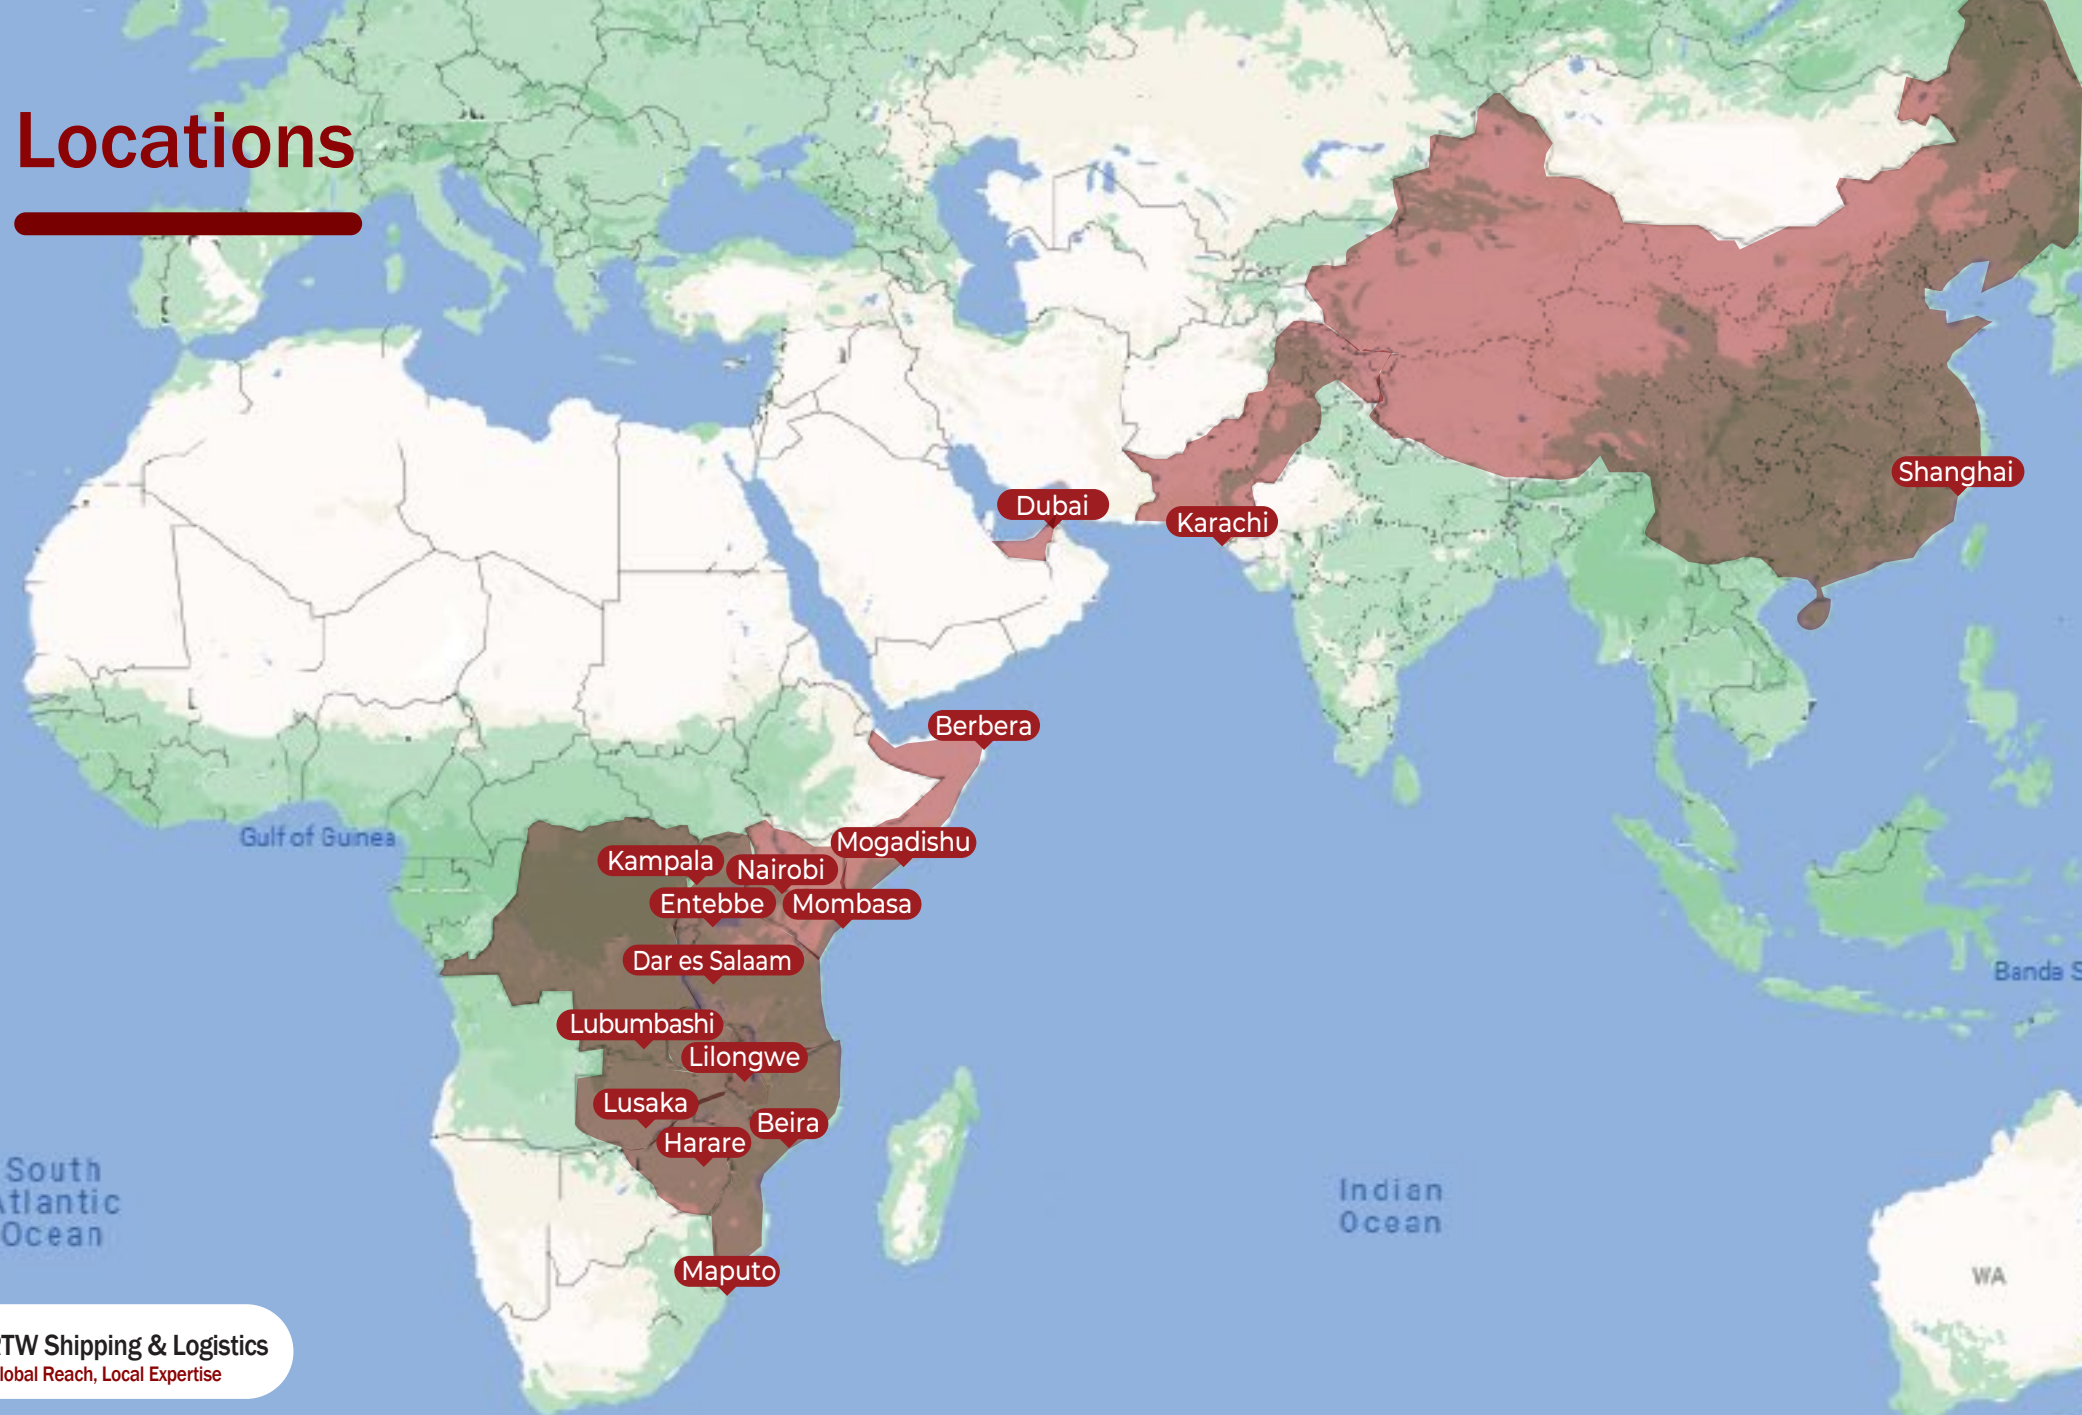 Locations
Shanghai
Dubai
Karachi
Berbera
Gulf of Guinea
Mogadishu
Kampala
Nairobi
Entebbe
Mombasa
Dar es Salaam
Banda S
Lubumbashi
Lilongwe
Lusaka
Beira
Harare
South
Atlantic
Ocean
Indian
Ocean
Maputo
WA
TW Shipping & Logistics
lobal Reach, Local Expertise